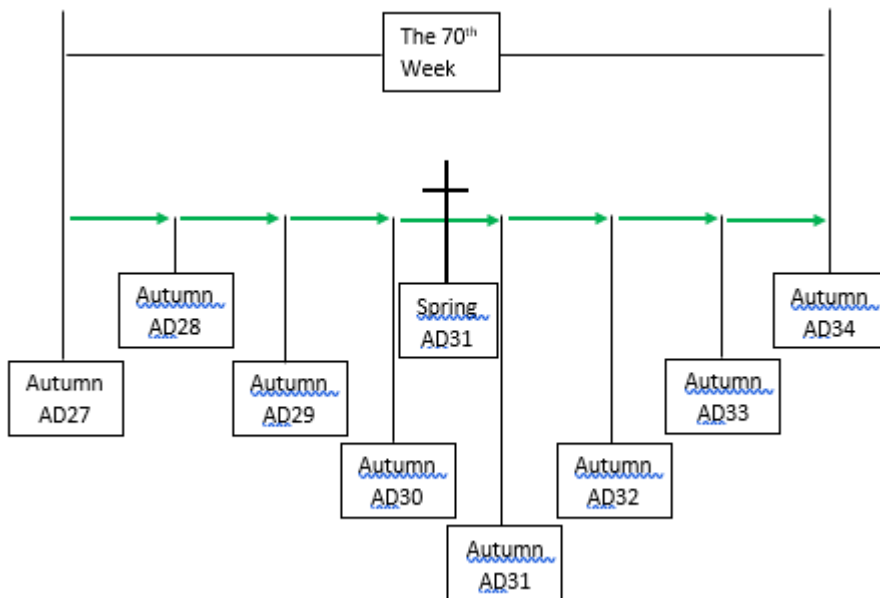 The 70th
Week
Autumn
AD28
Spring
AD31
Autumn
AD34
Autumn
AD27
Autumn
AD29
Autumn
AD33
Autumn
AD30
Autumn
AD32
Autumn
AD31